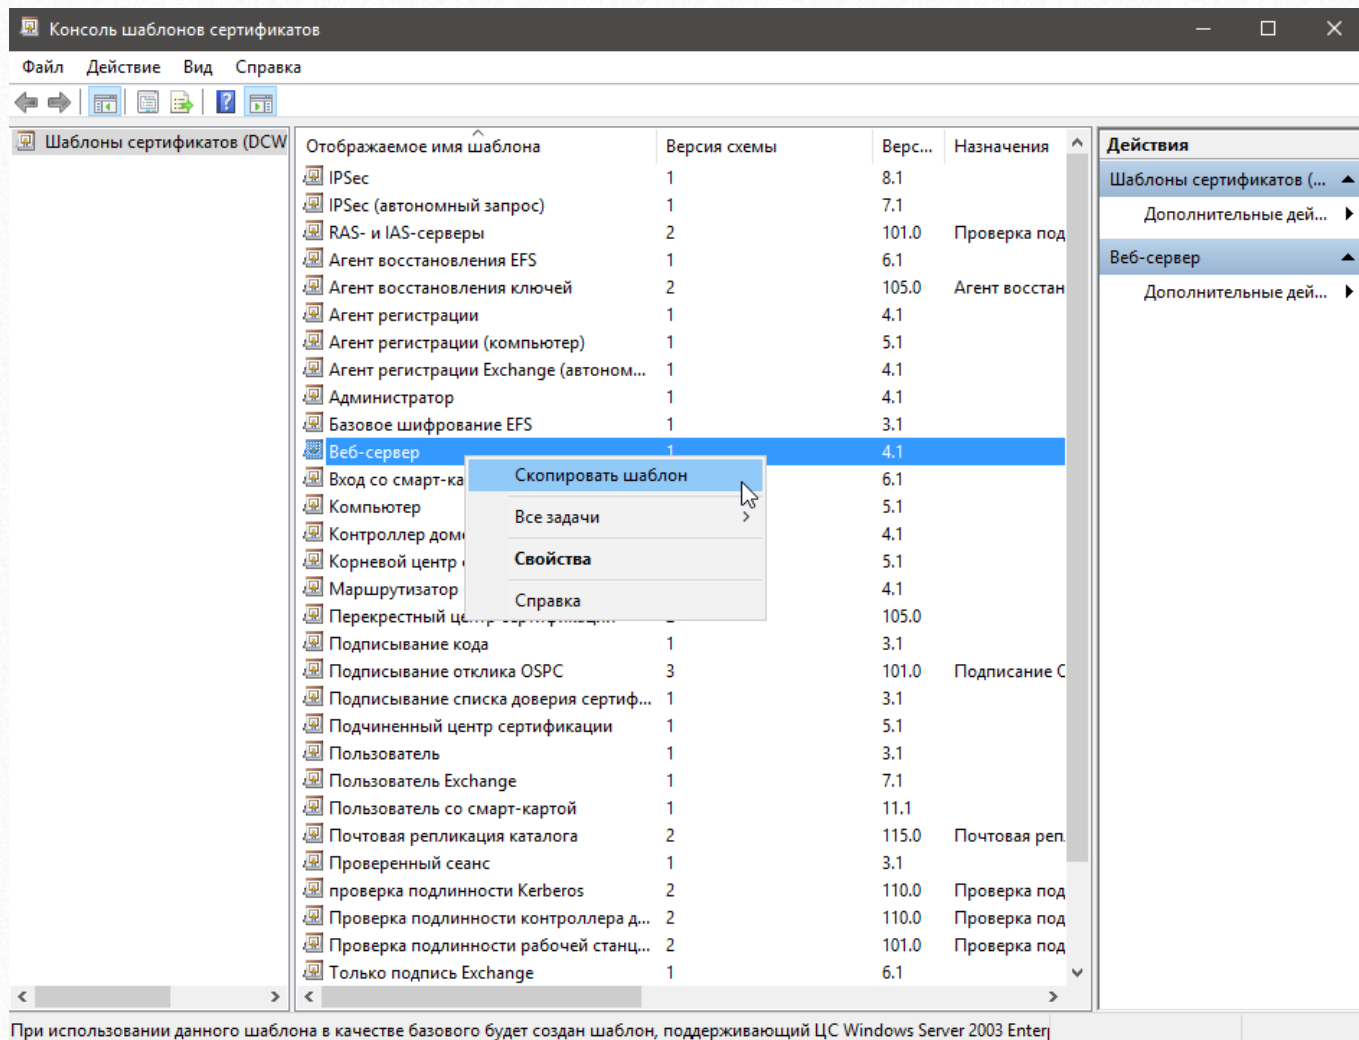 Консоль шаблонов сертификатов
Файл Действие Вид Справка
Шаблоны сертификатов (DCW
Отображаемое имя шаблона Версия схемы Верс... Назначения
IPSec 1 8.1
IPSec (автономный запрос) 1 7.1
RAS- и IAS-серверы 2 101.0 Проверка под
Агент восстановления EFS 1 6.1
Агент восстановления ключей 2 105.0 Агент восстан
Агент регистрации 1 4.1
Агент регистрации (компьютер) 1 5.1
Агент регистрации Exchange (автоном... 1 4.1
Администратор 1 4.1
Базовое шифрование EFS 1 3.1
Веб-сервер 1 4.1
Вход со смарт-ка 6.1
Компьютер 5.1
Контроллер дом 4.1
Корневой центр 5.1
Маршрутизатор 4.1
Перекрестный центр сертификации 2 105.0
Подписывание кода 1 3.1
Подписывание отклика OSPC 3 101.0 Подписание О
Подписывание списка доверия сертиф... 1 3.1
Подчиненный центр сертификации 1 5.1
Пользователь 1 3.1
Пользователь Exchange 1 7.1
Пользователь со смарт-картой 1 11.1
Почтовая репликация каталога 2 115.0 Почтовая реп.
Проверенный сеанс 1 3.1
проверка подлинности Kerberos 2 110.0 Проверка под
Проверка подлинности контроллера д... 2 110.0 Проверка под
Проверка подлинности рабочей станц... 2 101.0 Проверка под
Только подпись Exchange 1 6.1
Скопировать шаблон
Все задачи
Свойства
Справка
Действия
Шаблоны сертификатов (...
Дополнительные дей...
Веб-сервер
Дополнительные дей...
При использовании данного шаблона в качестве базового будет создан шаблон, поддерживающий ЦС Windows Server 2003 Enterp